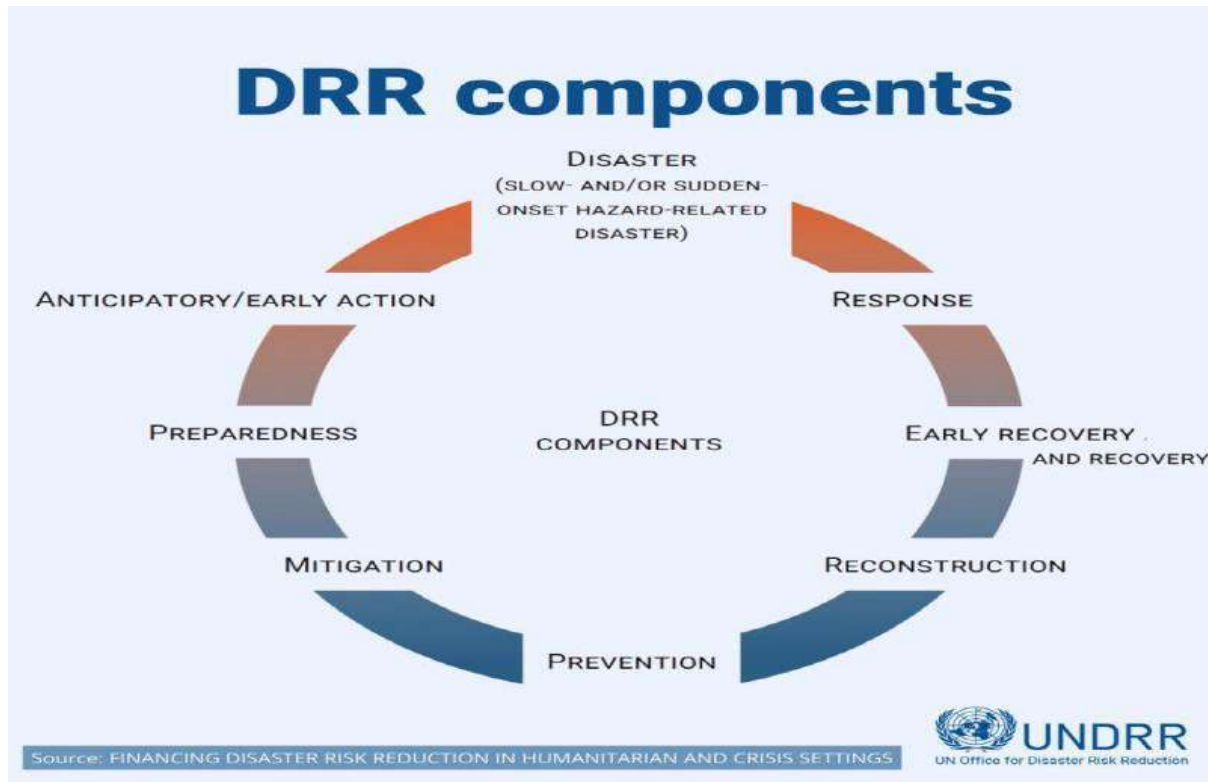 DRR components
DISASTER
(SLOW- AND/OR SUDDEN-
ONSET HAZARD-RELATED
DISASTER)
ANTICIPATORY/EARLY ACTION
RESPONSE
PREPAREDNESS
DRR
COMPONENTS
EARLY RECOVERY
AND RECOVERY
MITIGATION
RECONSTRUCTION
PREVENTION
Source: FINANCING DISASTER RISK REDUCTION IN HUMANITARIAN AND CRISIS SETTINGS
UNDRR
UN Office for Disaster Risk Reduction